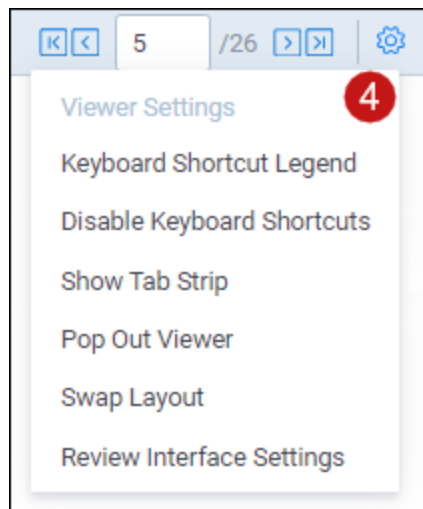 5 /26
Viewer Settings 4
Keyboard Shortcut Legend
Disable Keyboard Shortcuts
Show Tab Strip
Pop Out Viewer
Swap Layout
Review Interface Settings